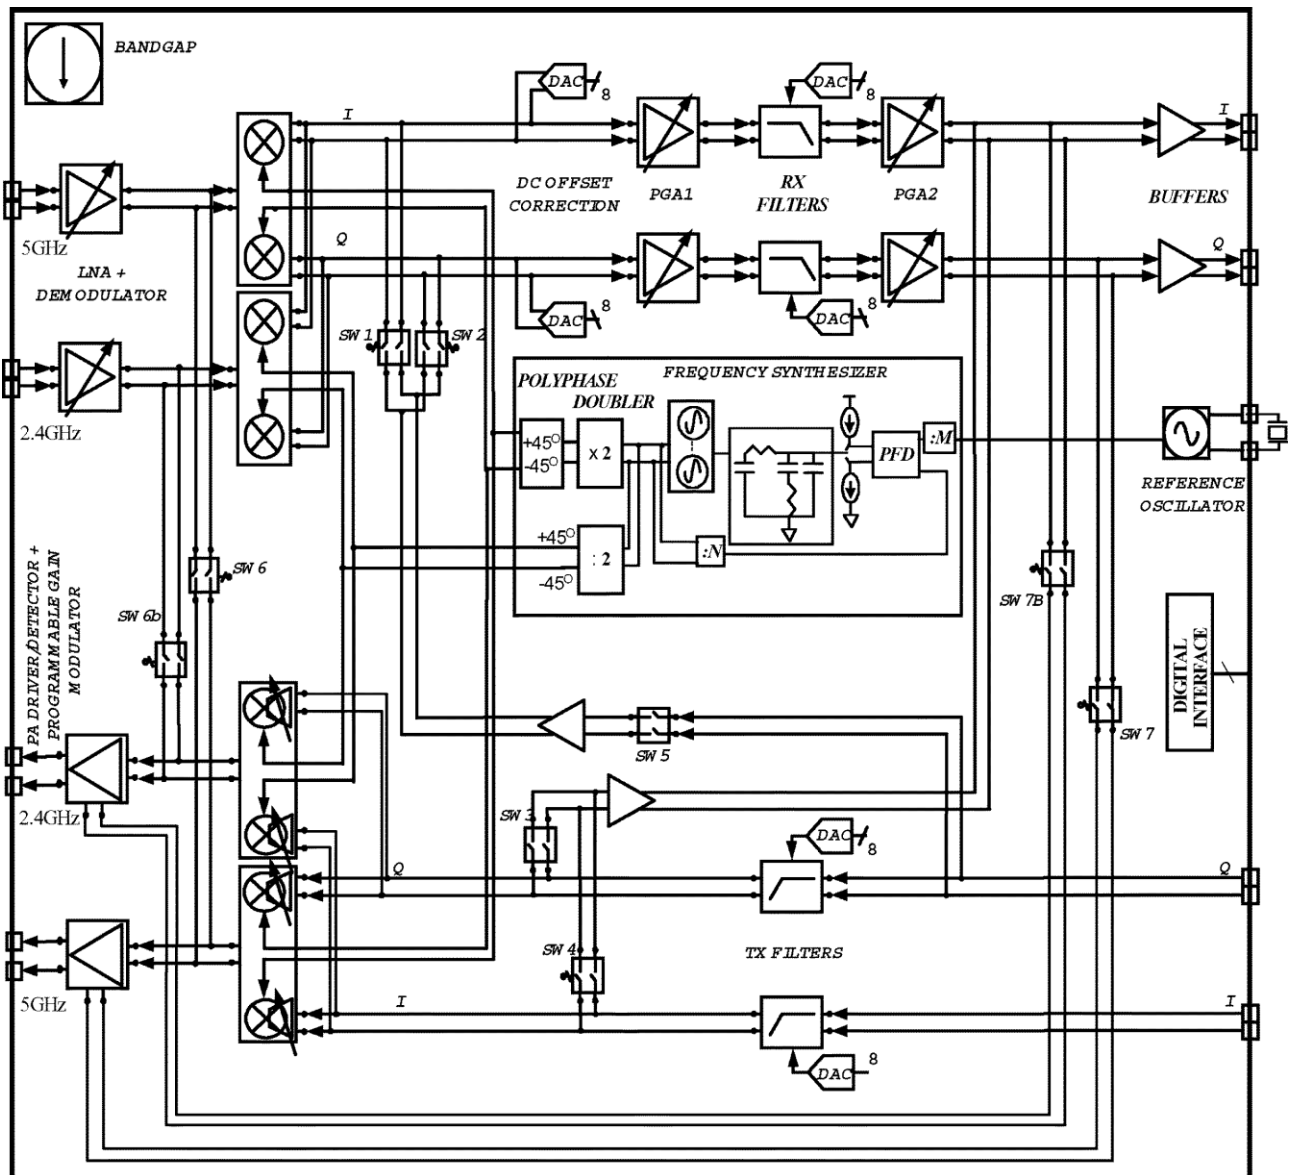 BANDGAP
I
DAC
8
DAC
8
I
DC OFFSET
CORRECTION
PGA1
RX
FILTERS
PGA2
BUFFERS
5GHz
LNA +
DEMODULATOR
Q
Q
DAC
8
DAC
8
SW 1
SW 2
2.4GHz
POLYPHASE
DOUBLER
FREQUENCY SYNTHESIZER
+45°
-45°
x 2
PFD
:M
REFERENCE
OSCILLATOR
+45°
-45°
: 2
:N
SW 6
SW 6b
SW 7B
PA DRIVER/DETECTOR +
PROGRAMMABLE GAIN
MODULATOR
DIGITAL
INTERFACE
SW 5
SW 7
2.4GHz
SW 3
DAC
8
Q
Q
SW 4
TX FILTERS
5GHz
I
I
DAC
8